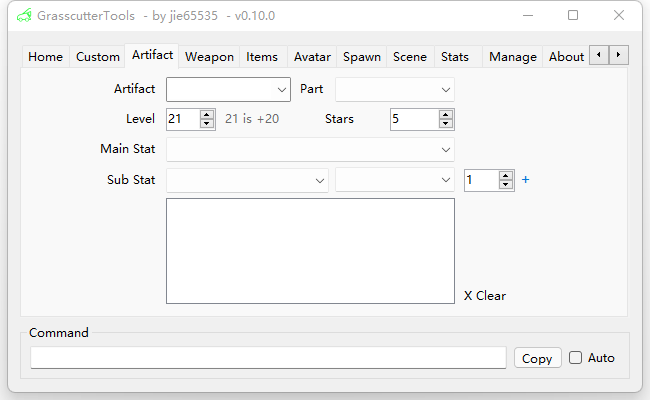 GrasscutterTools - by jie65535 - v0.10.0
Home Custom Artifact Weapon Items Avatar Spawn Scene Stats Manage About
Artifact Part
Level 21 21 is +20 Stars 5
Main Stat
Sub Stat 1 +
X Clear
Command
Copy Auto